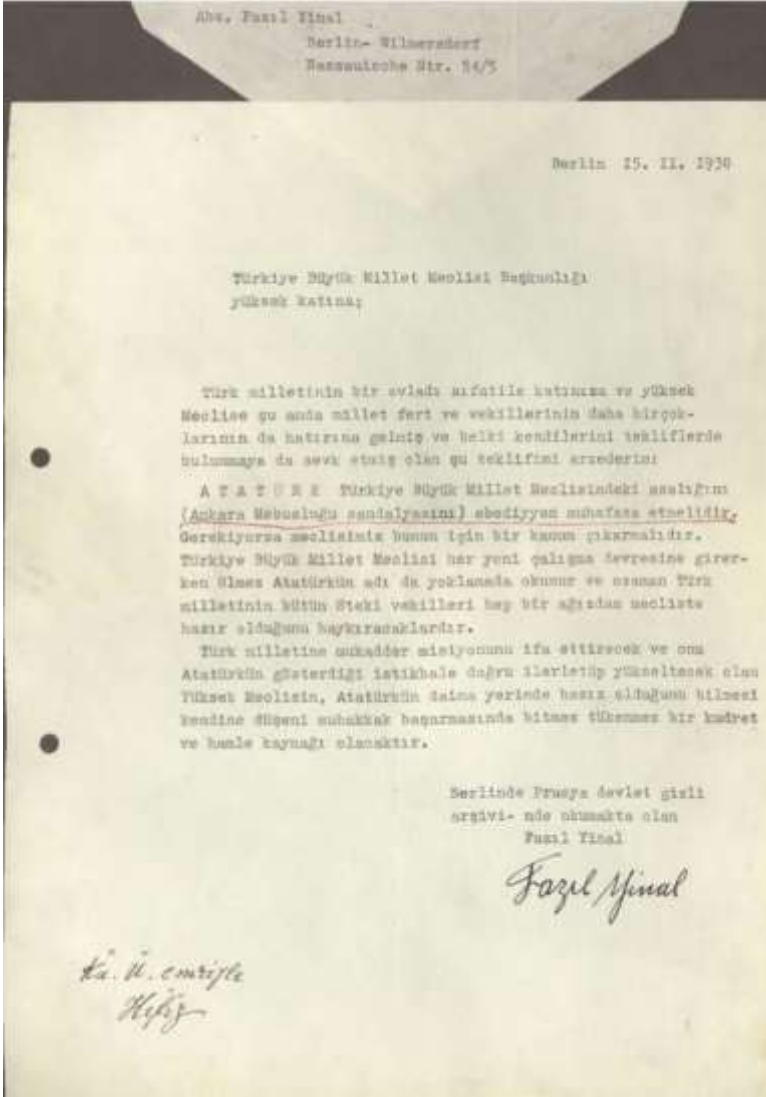 Abs. Fazıl Yinal
Berlin- Wilmersdorf
Nassauische Str. 54/5
Berlin 15. II. 1938
Türkiye Büyük Millet Meclisi Başkanlığı
yüksek katına;
Türk milletinin bir evladı sıfatile katınıza ve yüksek
Meclise şu anda millet fert ve vekillerinin daha birçok-
larının da hatırına gelmiş ve belki kendilerini tekliflerde
bulunmaya da sevk etmiş olan şu teklifimi arzederim:
A T A T Ü R K Türkiye Büyük Millet Meclisindeki azalığını
(Ankara Mebusluğu sandalyasını) ebediyyen muhafaza etmelidir.
Gerekiyorsa meclisiniz bunun için bir kanun çıkarmalıdır.
Türkiye Büyük Millet Meclisi her yeni çalışma devresine girer-
ken ölmez Atatürkün adı da yoklamada okunur ve ozaman Türk
milletinin bütün öteki vekilleri hep bir ağızdan mecliste
hazır olduğunu haykıracaklardır.
Türk milletine mukadder misiyonunu ifa ettirecek ve onu
Atatürkün gösterdiği istikbale doğru ilerletüp yükseltecek olan
Yüksek Meclisin, Atatürkün daima yerinde hazır olduğunu bilmesi
kendine düşeni muhakkak başarmasında bitmez tükenmez bir kudret
ve hamle kaynağı olacaktır.
Berlinde Prusya devlet gizli
arşivi- nde okumakta olan
Fazıl Yinal
Fazıl Yinal
Ü. emriyle